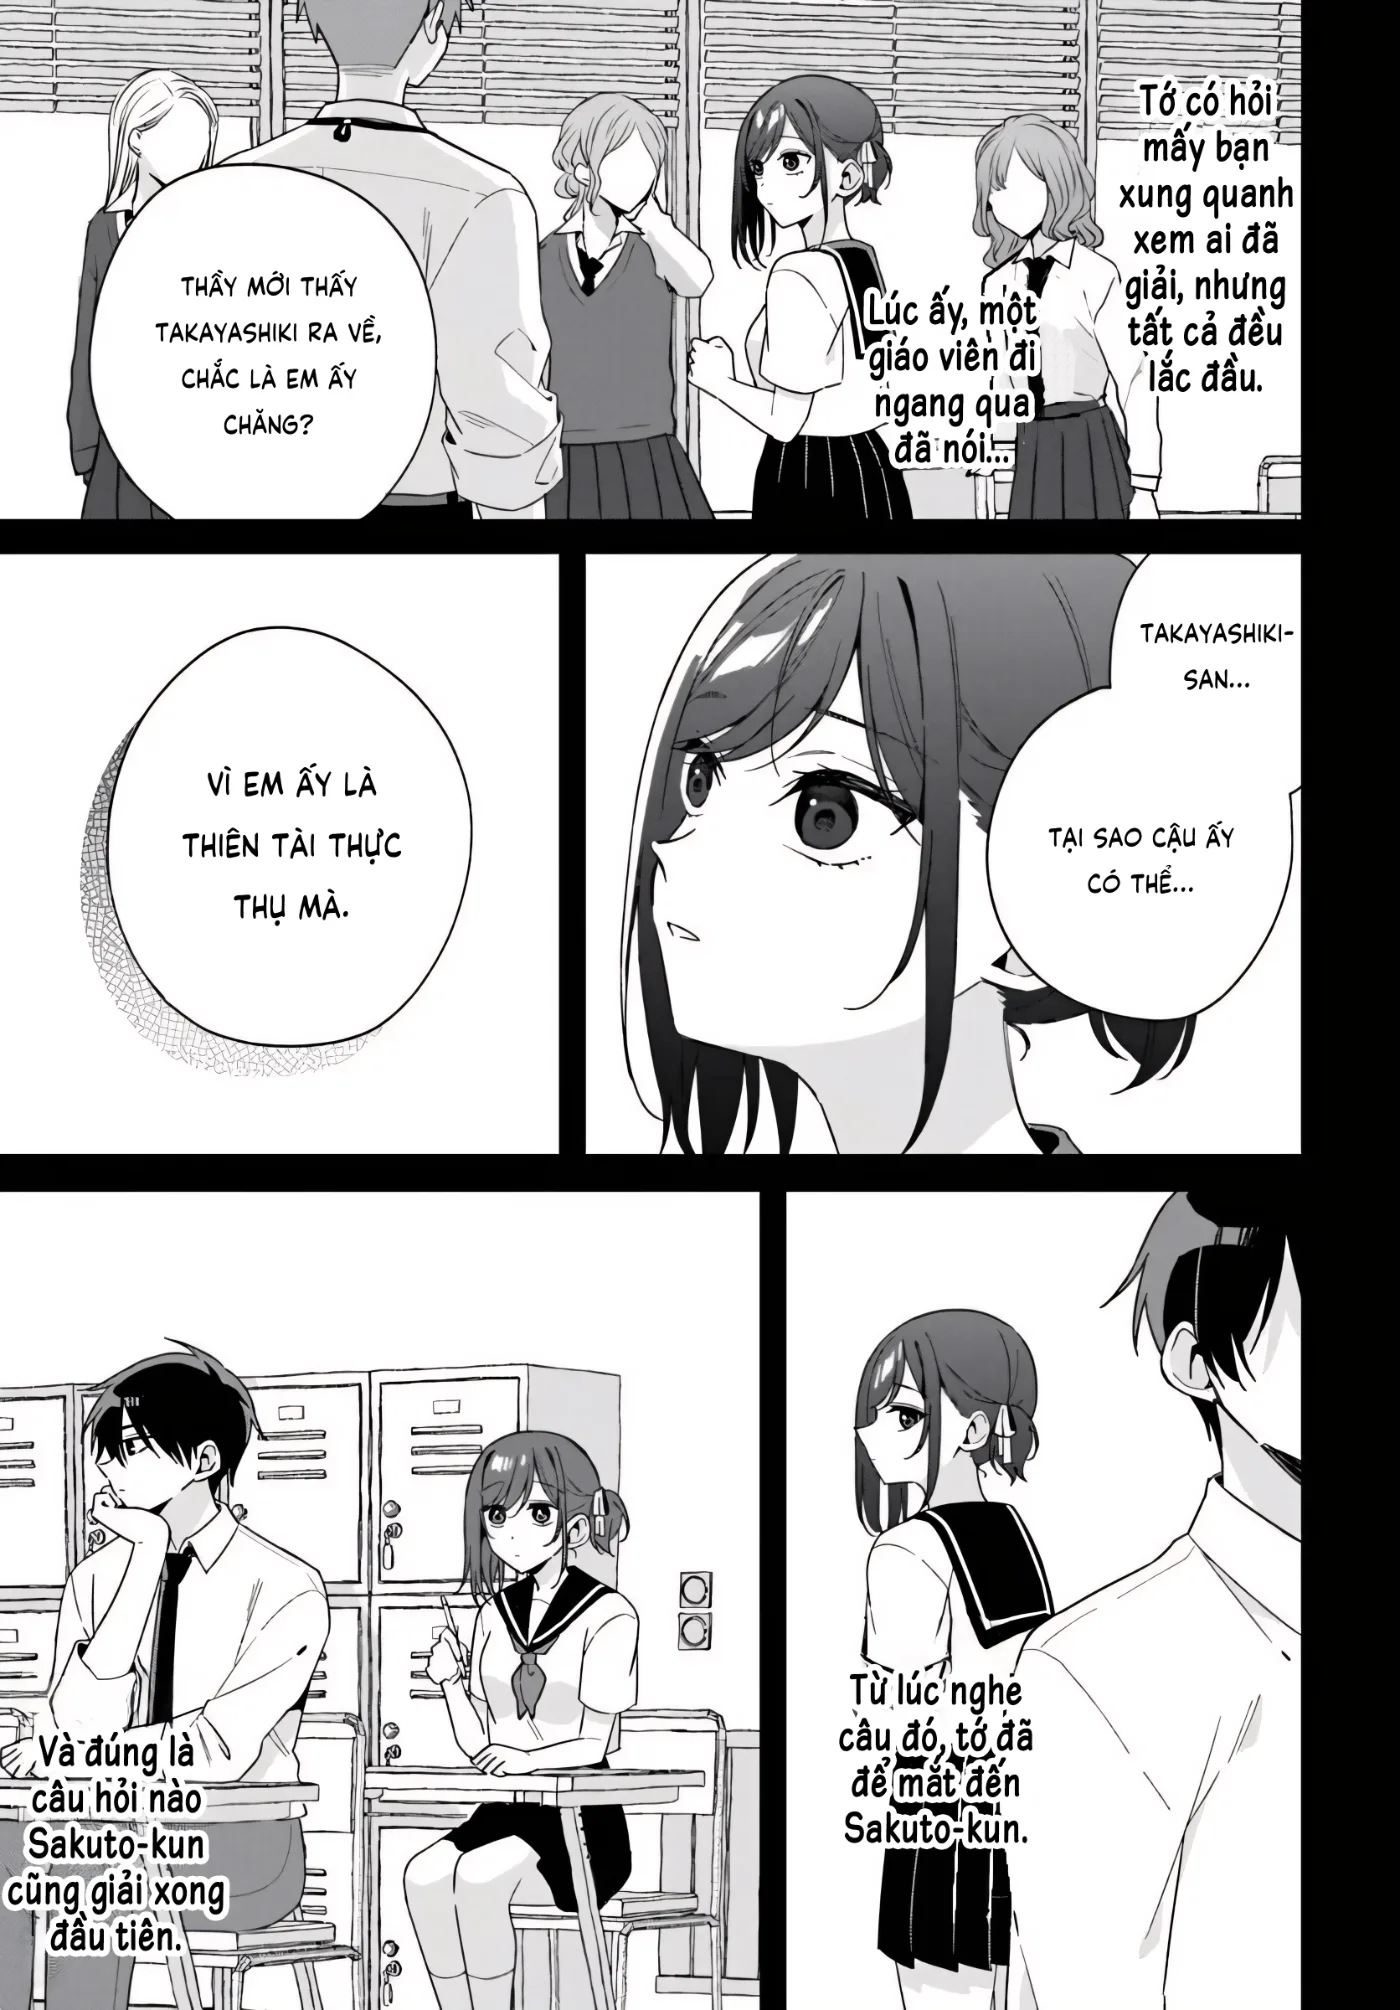 Tớ có hỏi
mấy bạn
xung quanh
xem ai đã
giải, nhưng
tất cả đều
lắc đầu.
Lúc ấy, một
giáo viên đi
ngang qua
đã nói...
THẦY MỚI THẤY
TAKAYASHIKI RA VỀ,
CHẮC LÀ EM ẤY
CHĂNG?
TAKAYASHIKI-
SAN...
TẠI SAO CẬU ẤY
CÓ THỂ...
VÌ EM ẤY LÀ
THIÊN TÀI THỰC
THỤ MÀ.
Từ lúc nghe
câu đó, tớ đã
để mắt đến
Sakuto-kun.
Và đúng là
câu hỏi nào
Sakuto-kun
cũng giải xong
đầu tiên.